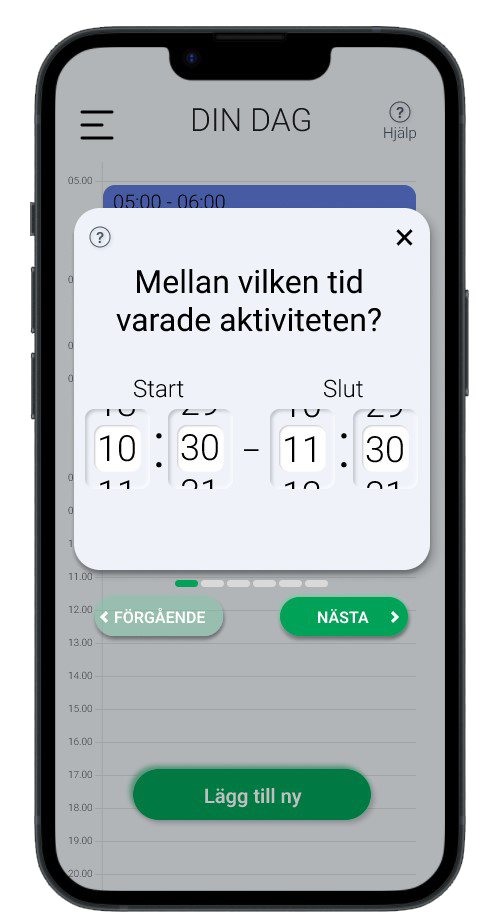 DIN DAG
Hjälp
05.00
05:00 - 06:00
?
×
Mellan vilken tid
varade aktiviteten?
Start
Slut
10 : 30 – 11 : 30
11.00
12.00
FÖRGÅENDE
NÄSTA
13.00
14.00
15.00
16.00
17.00
Lägg till ny
18.00
19.00
20.00